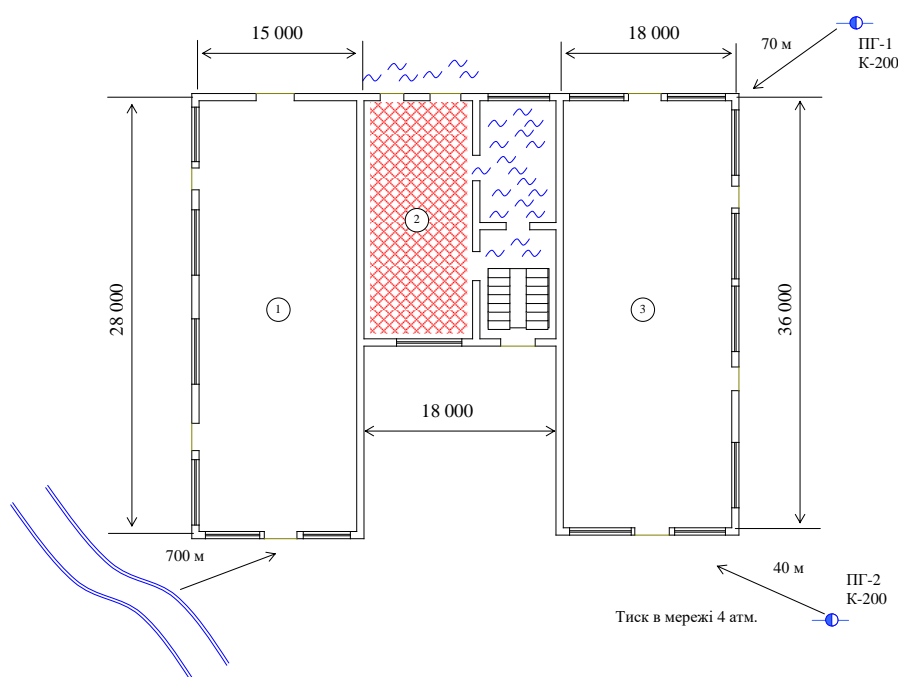 15 000
18 000
70 м
ПГ-1
К-200
2
28 000
1
3
36 000
18 000
700 м
40 м
ПГ-2
К-200
Тиск в мережі 4 атм.